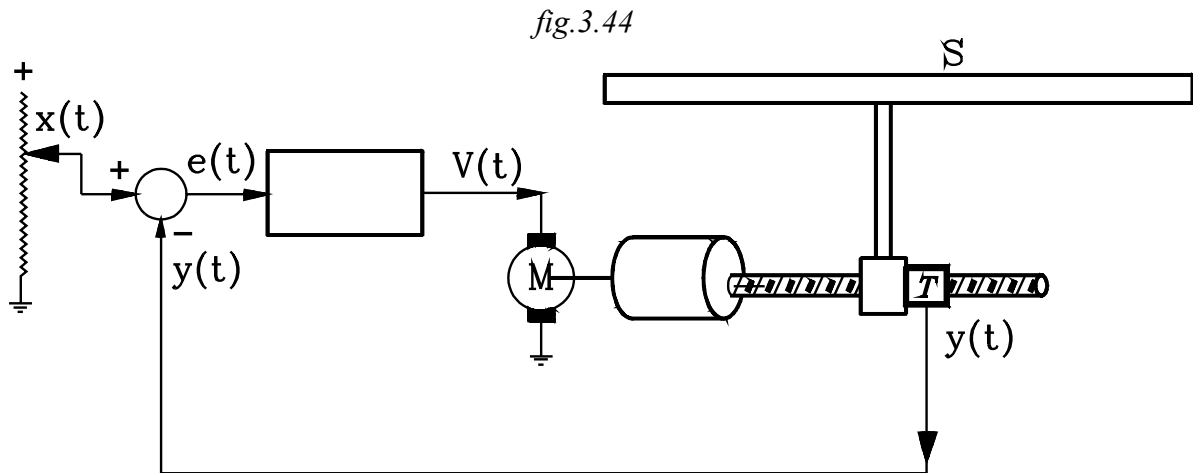 fig.3.44
S
+
x(t)
+
e(t)
V(t)
−
y(t)
M
T
y(t)